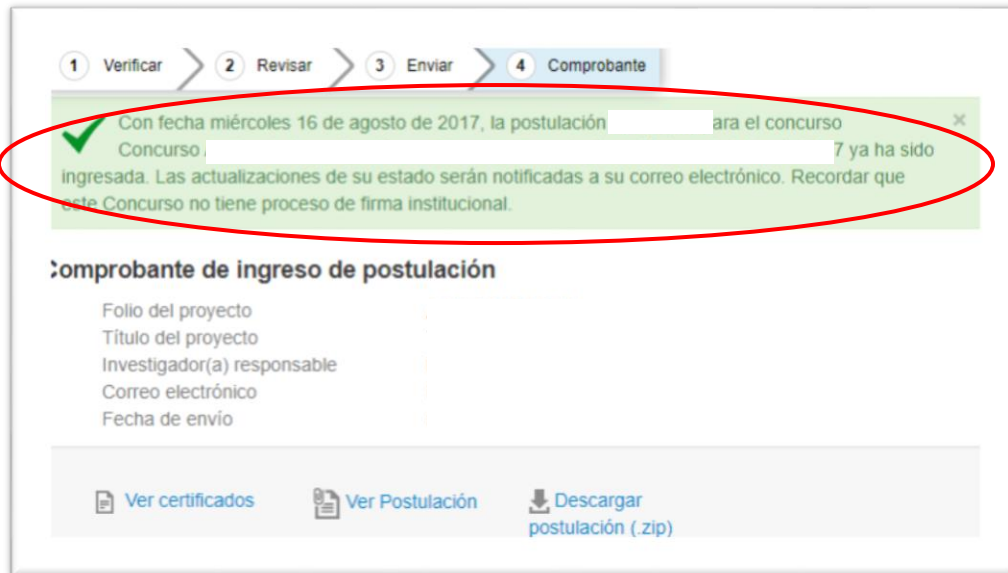 1 Verificar 2 Revisar 3 Enviar 4 Comprobante
Con fecha miércoles 16 de agosto de 2017, la postulación ara el concurso ×
Concurso 7 ya ha sido
ingresada. Las actualizaciones de su estado serán notificadas a su correo electrónico. Recordar que
este Concurso no tiene proceso de firma institucional.
Comprobante de ingreso de postulación
Folio del proyecto
Título del proyecto
Investigador(a) responsable
Correo electrónico
Fecha de envío
Ver certificados Ver Postulación Descargar
postulación (.zip)